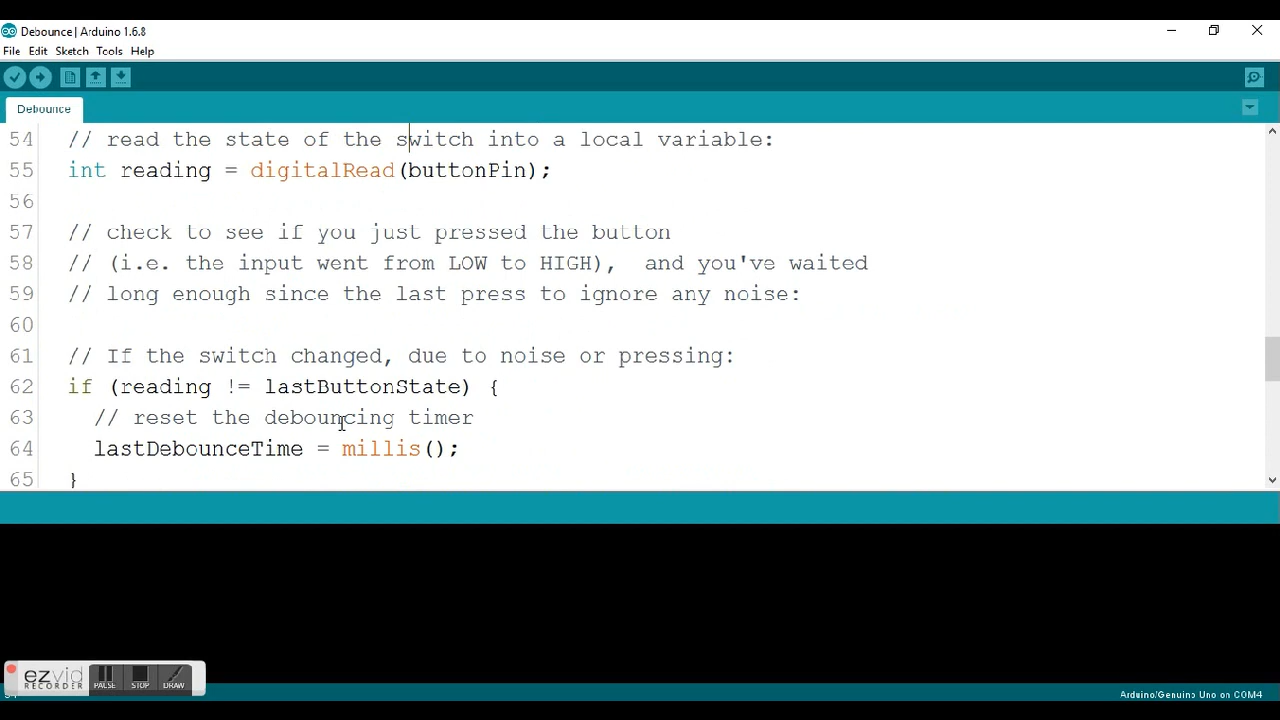 Debounce | Arduino 1.6.8
File Edit Sketch Tools Help
Debounce
54 // read the state of the switch into a local variable:
55 int reading = digitalRead(buttonPin);
56
57 // check to see if you just pressed the button
58 // (i.e. the input went from LOW to HIGH),  and you've waited
59 // long enough since the last press to ignore any noise:
60
61 // If the switch changed, due to noise or pressing:
62 if (reading != lastButtonState) {
63 // reset the debouncing timer
64 lastDebounceTime = millis();
65 }
ezvid
RECORDER
PAUSE STOP DRAW
Arduino/Genuino Uno on COM4